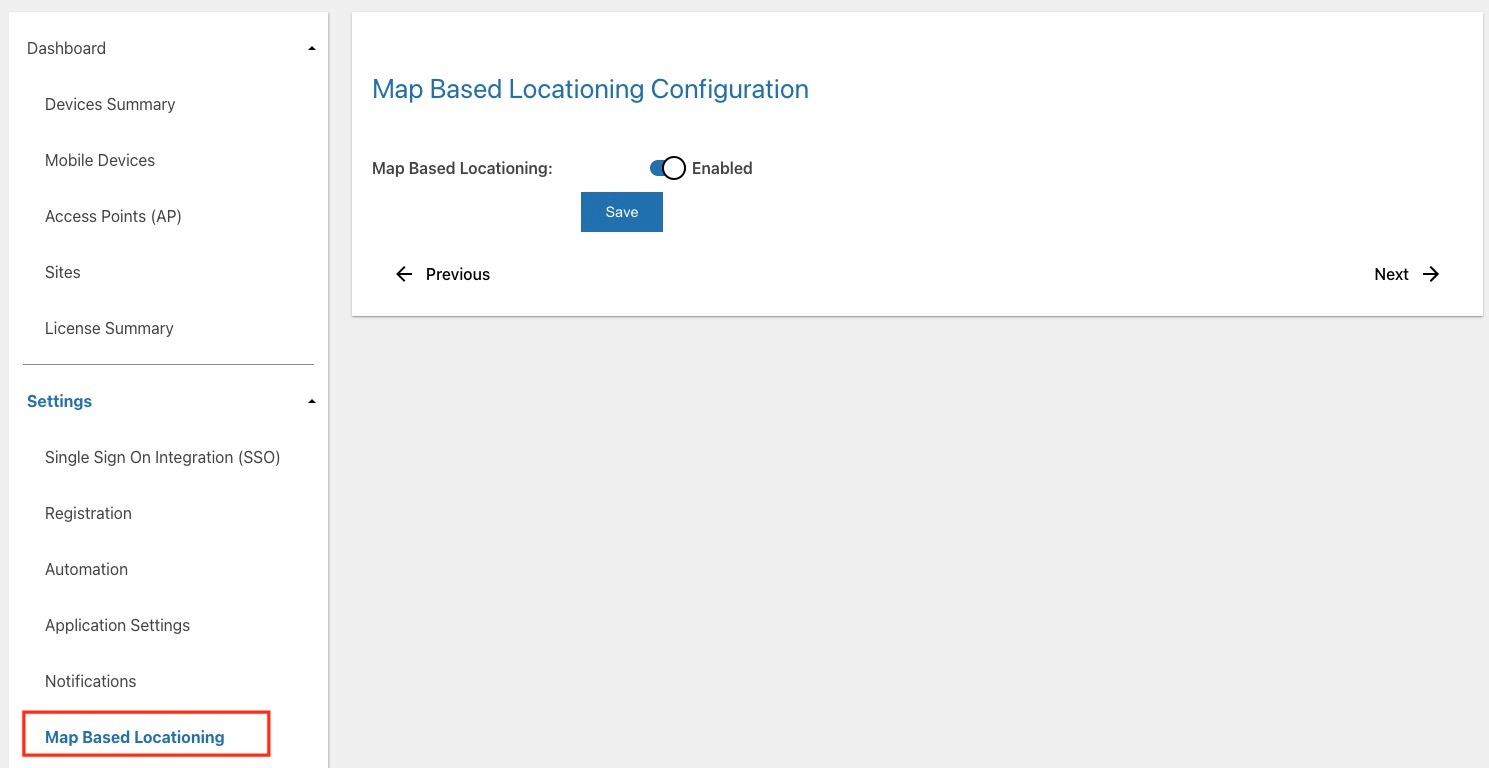 Dashboard
Devices Summary
Mobile Devices
Access Points (AP)
Sites
License Summary
Settings
Single Sign On Integration (SSO)
Registration
Automation
Application Settings
Notifications
Map Based Locationing
Map Based Locationing Configuration
Map Based Locationing: Enabled
Save
Previous Next